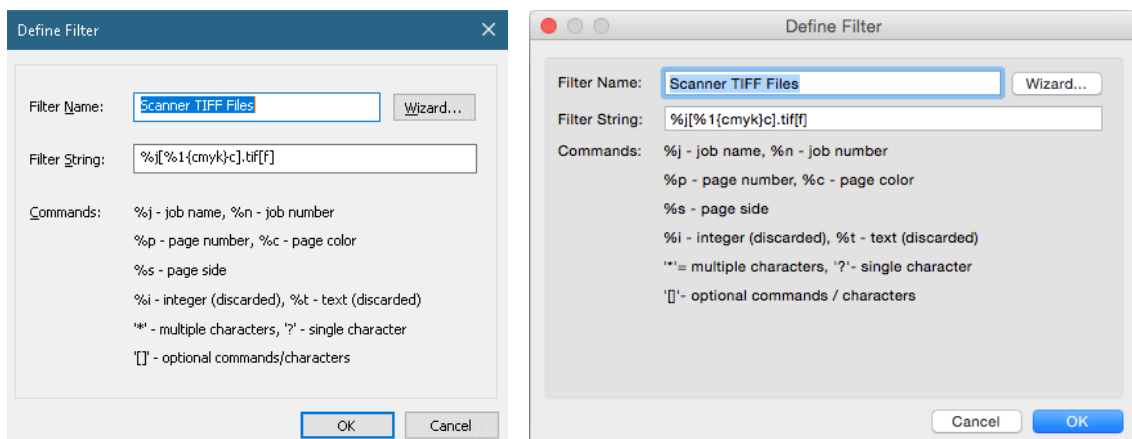 Define Filter
Filter Name:
Scanner TIFF Files
Wizard...
Filter String:
%j[%1{cmyk}c].tif[f]
Commands:
%j - job name, %n - job number
%p - page number, %c - page color
%s - page side
%i - integer (discarded), %t - text (discarded)
'*' - multiple characters, '?' - single character
'[]' - optional commands/characters
OK
Cancel
Define Filter
Filter Name:
Scanner TIFF Files
Wizard...
Filter String:
%j[%1{cmyk}c].tif[f]
Commands:
%j - job name, %n - job number
%p - page number, %c - page color
%s - page side
%i - integer (discarded), %t - text (discarded)
'*'= multiple characters, '?'- single character
'[]'- optional commands / characters
Cancel
OK